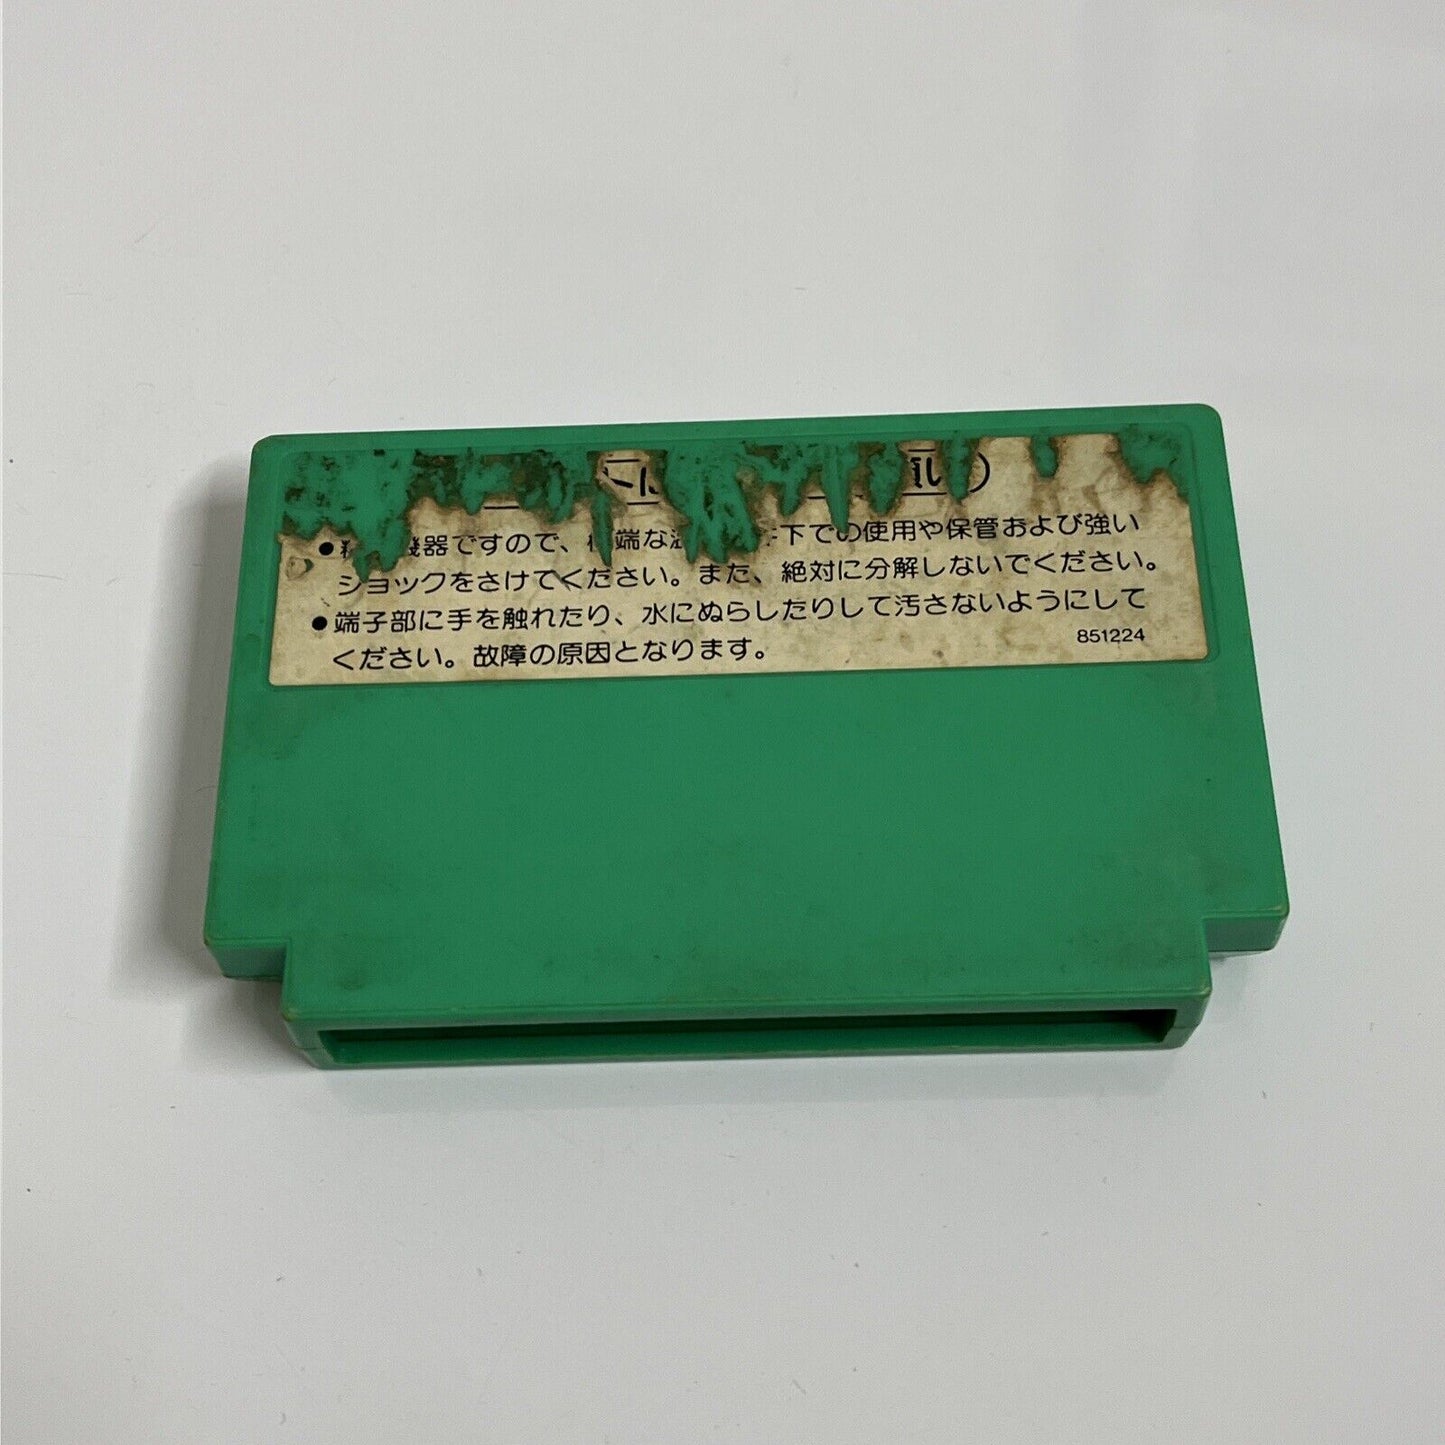 願い
●精 機器ですので、極端な温 条件下での使用や保管および強い
ショックをさけてください。また、絶対に分解しないでください。
●端子部に手を触れたり、水にぬらしたりして汚さないようにして
ください。故障の原因となります。
851224